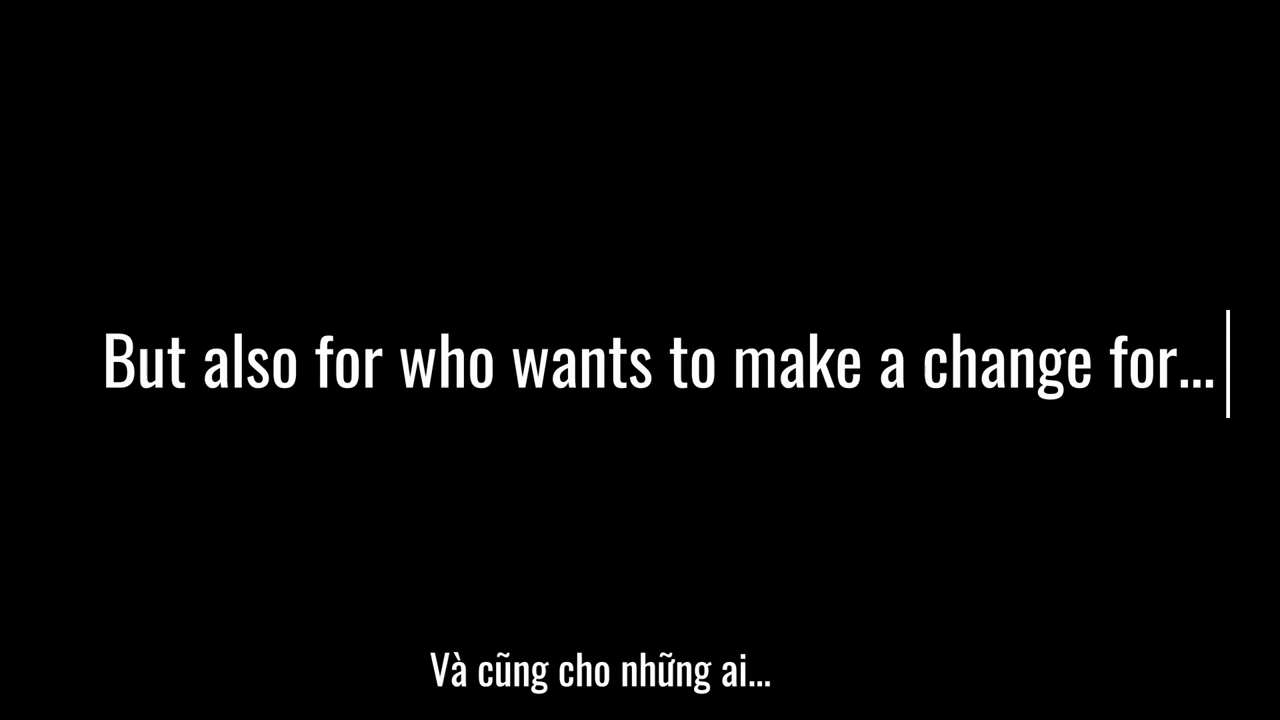 But also for who wants to make a change for...
Và cũng cho những ai...